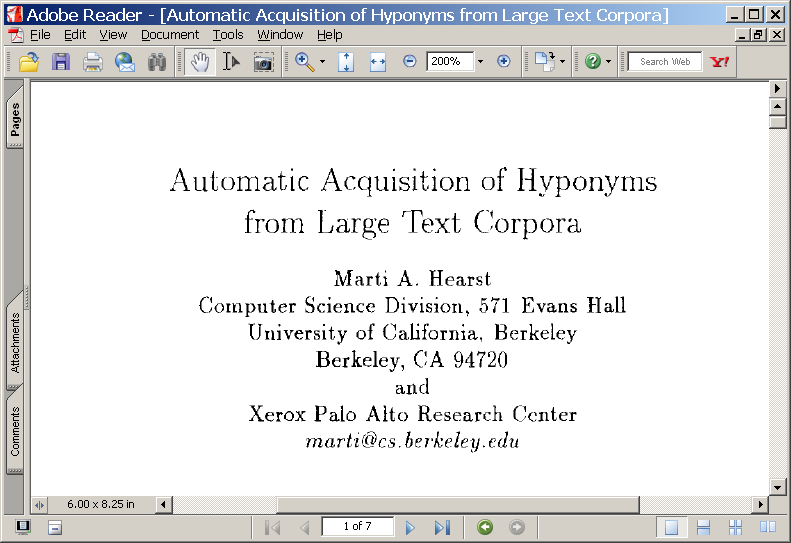 Adobe Reader - [Automatic Acquisition of Hyponyms from Large Text Corpora]
File Edit View Document Tools Window Help
200%
Search Web
Y!
Pages
Automatic Acquisition of Hyponyms
from Large Text Corpora
Marti A. Hearst
Computer Science Division, 571 Evans Hall
University of California, Berkeley
Berkeley, CA 94720
and
Xerox Palo Alto Research Center
marti@cs.berkeley.edu
Attachments
Comments
6.00 x 8.25 in
1 of 7